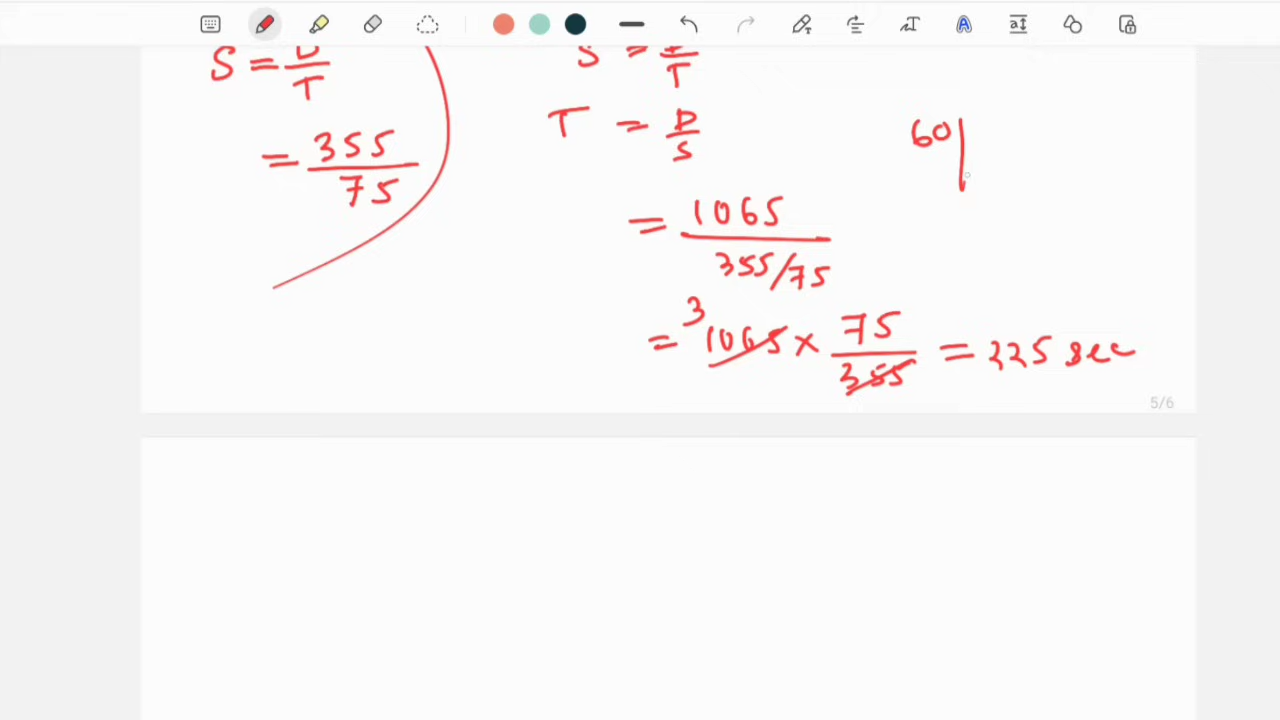 S = D/T
= 355/75
S = D/T
T = D/S
= 1065/355/75
= 3 1065 × 75/355 = 225 sec
60
5/6